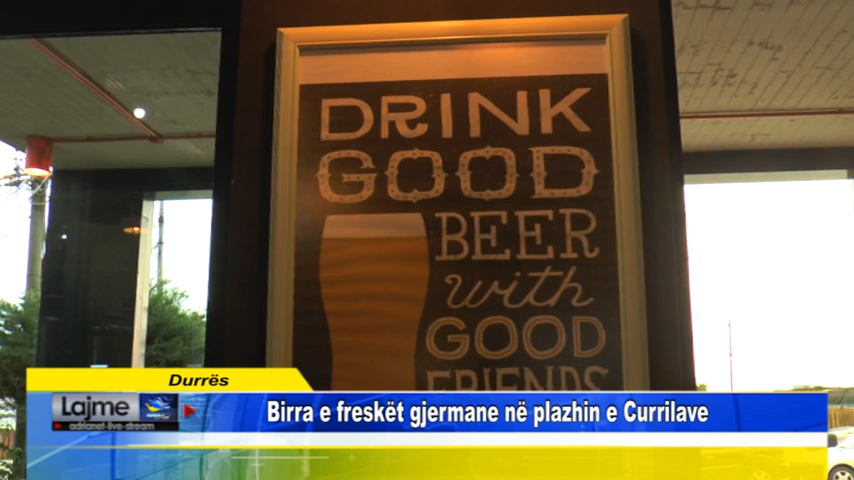 DRINK
GOOD
BEER
with
GOOD
FRIENDS
Durrës
Lajme
adrianet-live-stream
Birra e freskët gjermane në plazhin e Currilave